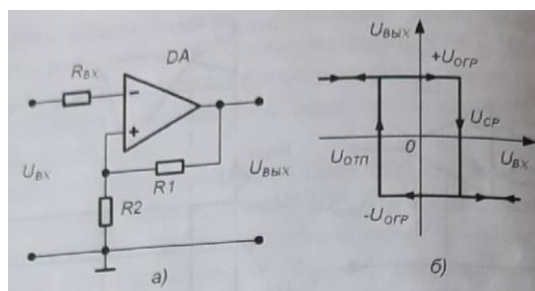 DA
RВХ
−
+
UВХ
R1
UВЫХ
R2
а)
UВЫХ
+UОГР
UСР
0
UОТП
UВХ
-UОГР
б)